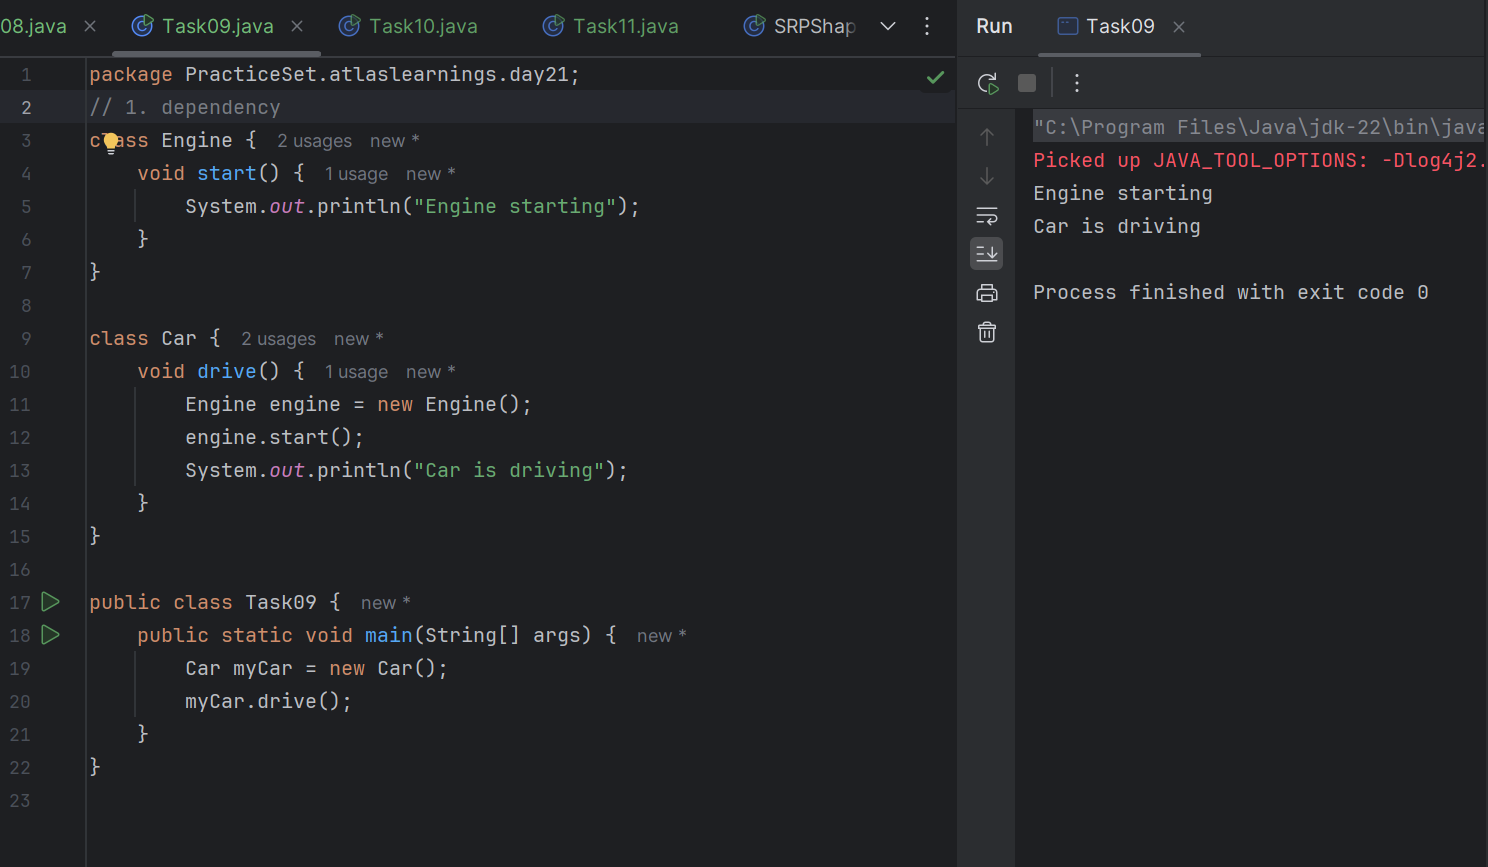 08.java
Task09.java
Task10.java
Task11.java
SRPShap
Run
Task09
1 package PracticeSet.atlaslearnings.day21;
2 // 1. dependency
3 class Engine { 2 usages new *
4 void start() { 1 usage new *
5 System.out.println("Engine starting");
6 }
7 }
8
9 class Car { 2 usages new *
10 void drive() { 1 usage new *
11 Engine engine = new Engine();
12 engine.start();
13 System.out.println("Car is driving");
14 }
15 }
16
17 public class Task09 { new *
18 public static void main(String[] args) { new *
19 Car myCar = new Car();
20 myCar.drive();
21 }
22 }
23
"C:\Program Files\Java\jdk-22\bin\java
Picked up JAVA_TOOL_OPTIONS: -Dlog4j2.
Engine starting
Car is driving
Process finished with exit code 0